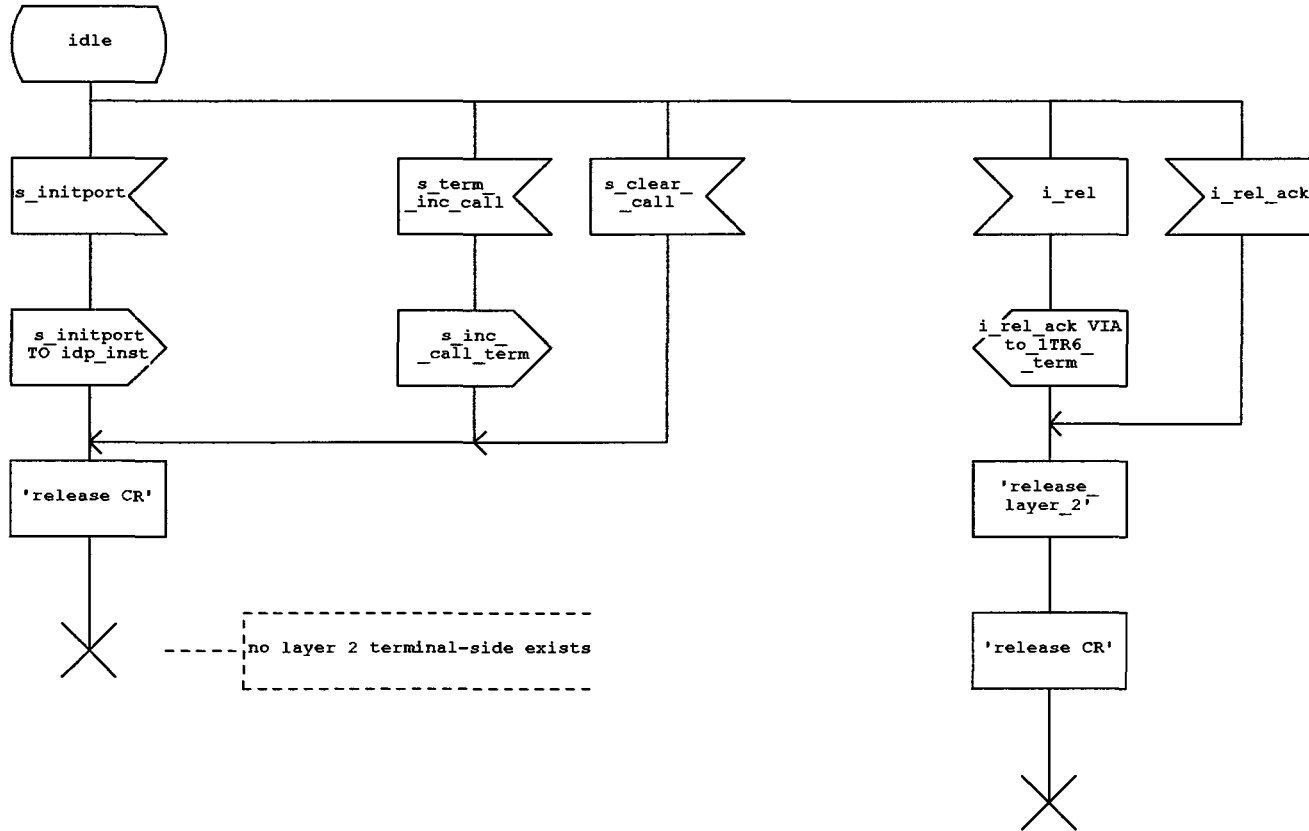 idle
s_initport
s_term_
_inc_call
s_clear_
_call
i_rel
i_rel_ack
s_initport
TO idp_inst
s_inc_
_call_term
i_rel_ack VIA
to_1TR6_
_term
'release CR'
'release_
layer_2'
no layer 2 terminal-side exists
'release CR'